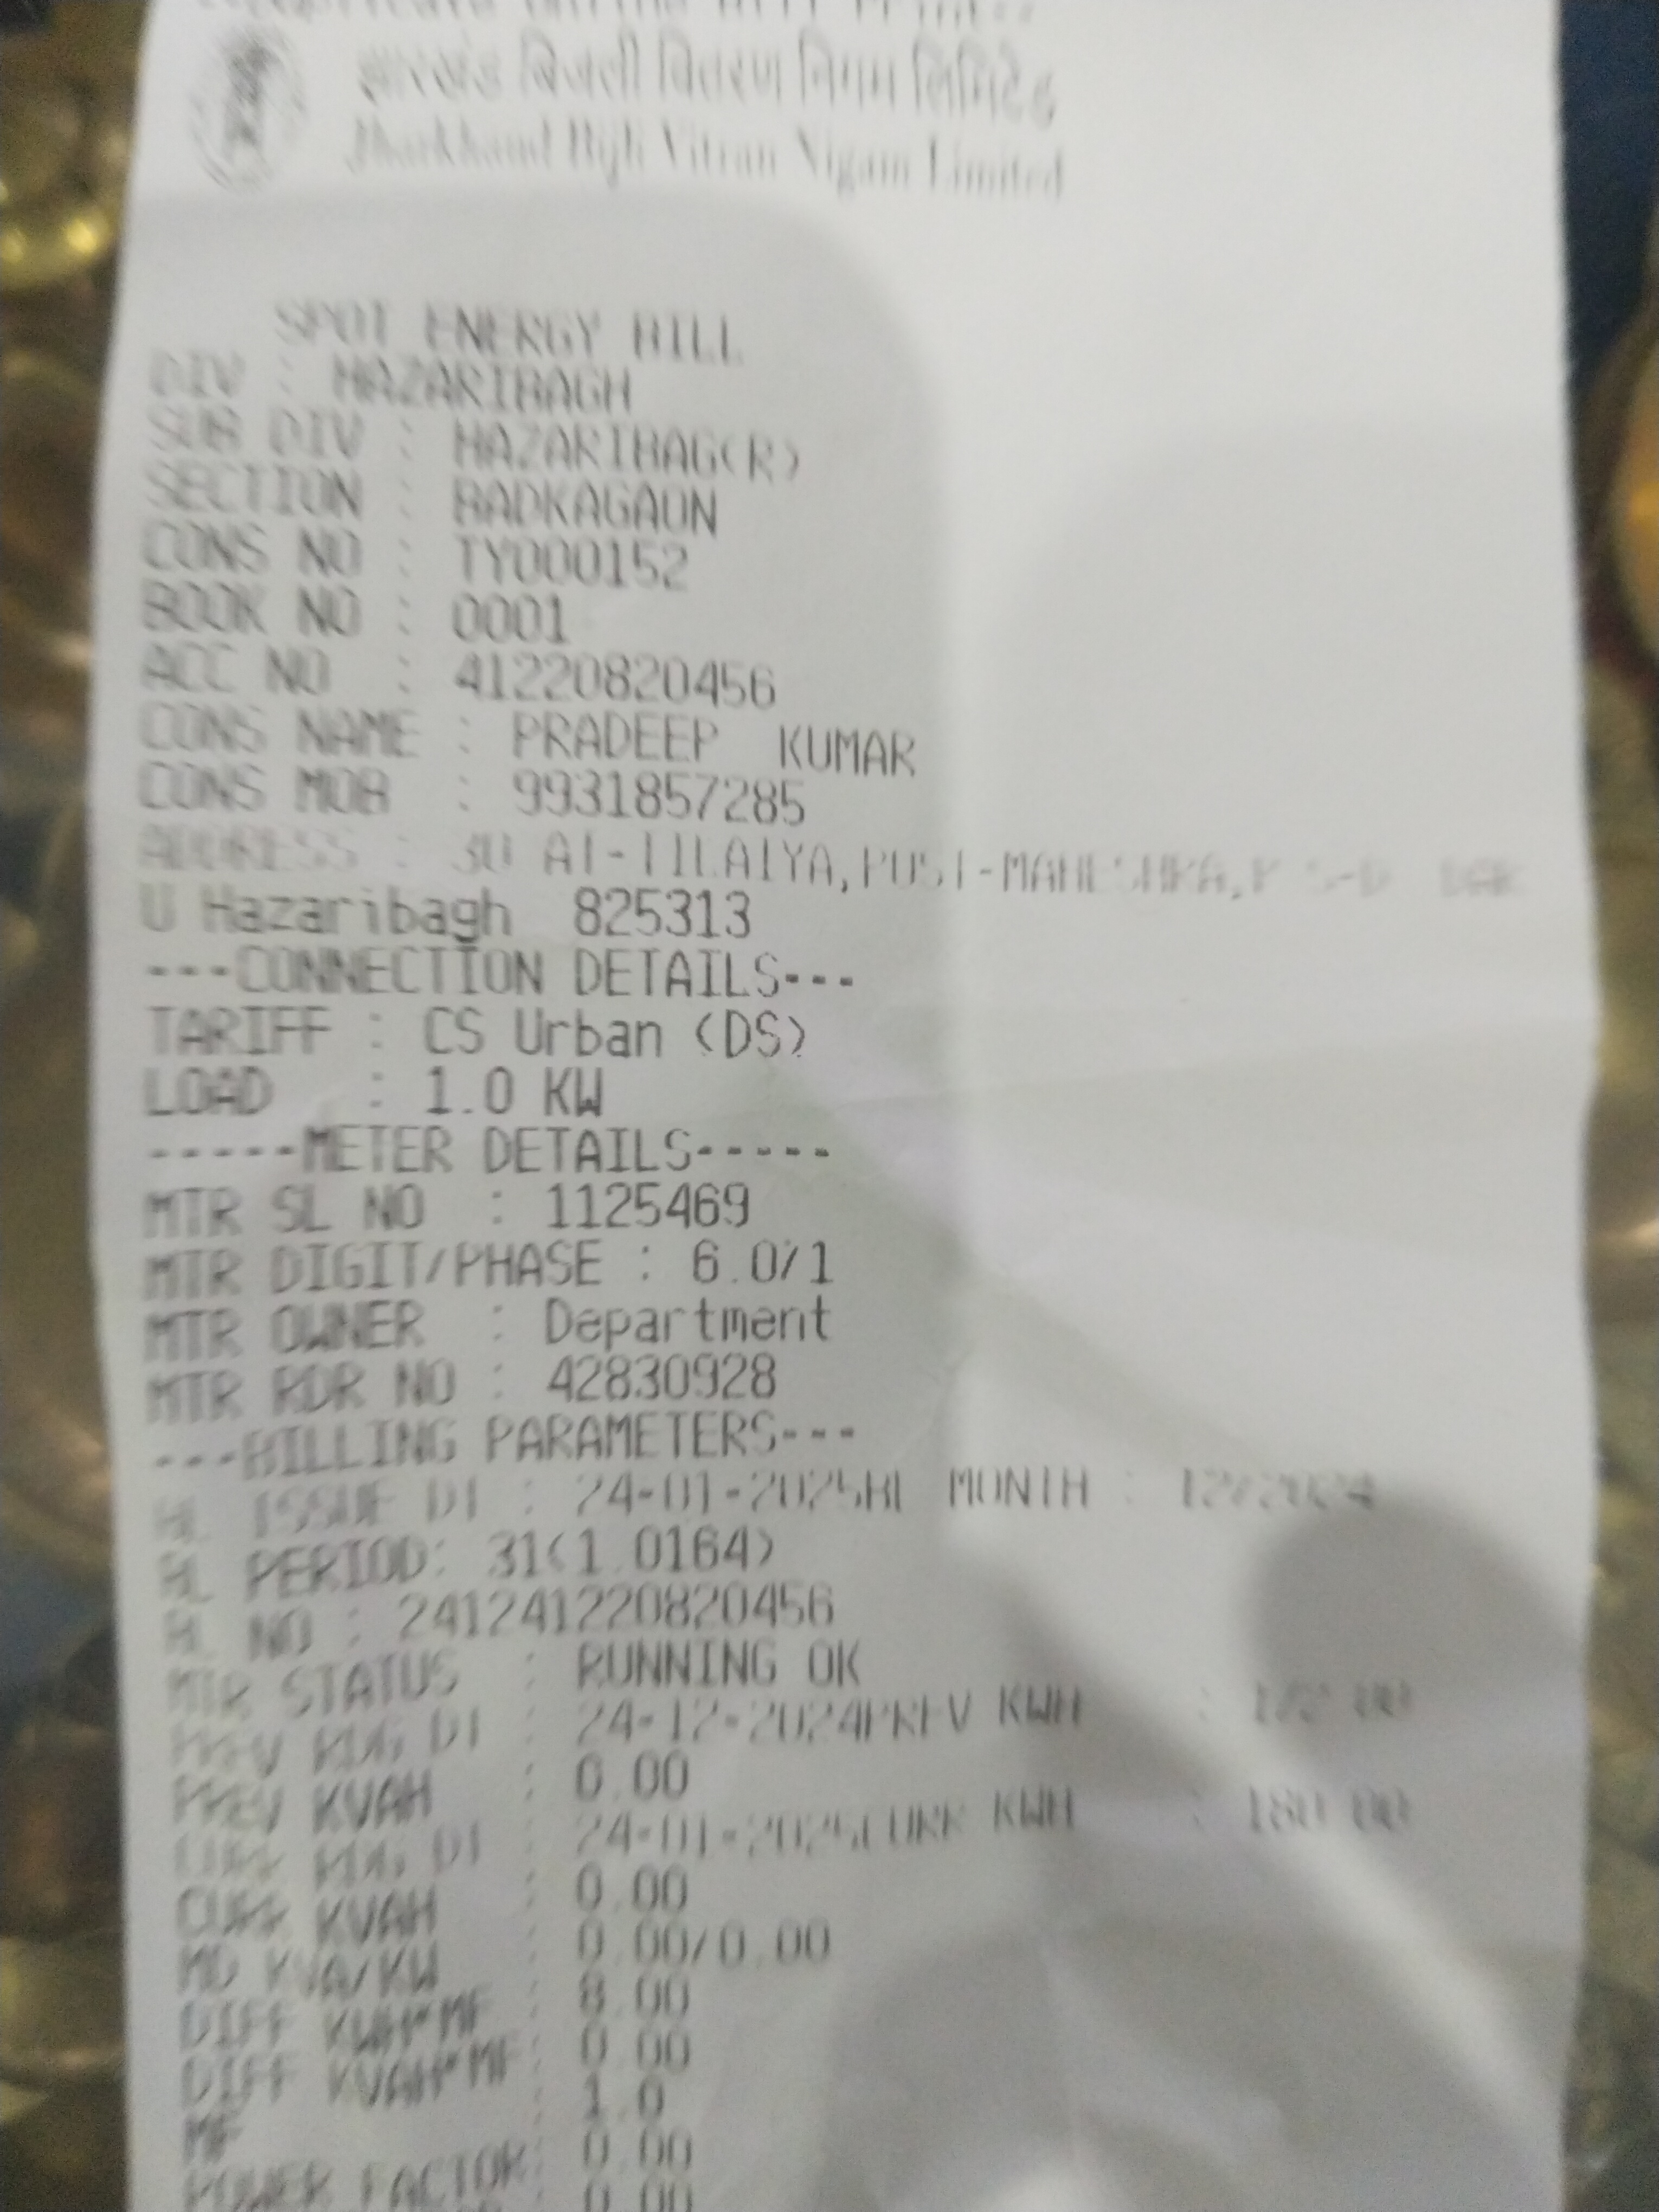 झारखंड बिजली वितरण निगम लिमिटेड
Jharkhand Bijli Vitran Nigam Limited
SPOT ENERGY BILL
DIV : HAZARIBAGH
SUB DIV : HAZARIBAG(R)
SECTION : BADKAGAON
CONS NO : TY000152
BOOK NO : 0001
ACC NO : 41220820456
CONS NAME : PRADEEP KUMAR
CONS MOB : 9931857285
ADDRESS : 30 AT-TILAIYA,POST-MAHESHRA,P
U Hazaribagh 825313
---CONNECTION DETAILS---
TARIFF : CS Urban (DS)
LOAD : 1.0 KW
-----METER DETAILS-----
MTR SL NO : 1125469
MTR DIGIT/PHASE : 6.0/1
MTR OWNER : Department
MTR RDR NO : 42830928
---BILLING PARAMETERS---
BL ISSUE DT : 24-01-2025BL MONTH : 12/2024
BL PERIOD: 31(1.0164)
BL NO : 241241220820456
MTR STATUS : RUNNING OK
PREV RDG DT : 24-12-2024PREV KWH : 172.00
PREV KVAH : 0.00
CURR RDG DT : 24-01-2025CURR KWH : 180.00
CURR KVAH : 0.00
MD KVA/KW : 0.00/0.00
DIFF KWH*MF : 8.00
DIFF KVAH*MF: 0.00
MF : 1.0
POWER FACTOR: 0.00
0.00